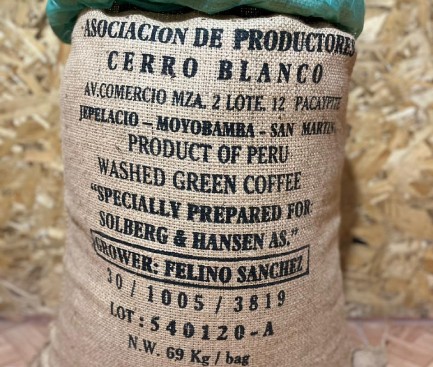 ASOCIACION DE PRODUCTORES
CERRO BLANCO
AV.COMERCIO MZA. 2 LOTE. 12 PACAYPITE
JEPELACIO – MOYOBAMBA - SAN MARTIN
PRODUCT OF PERU
WASHED GREEN COFFEE
"SPECIALLY PREPARED FOR
SOLBERG & HANSEN AS."
GROWER: FELINO SANCHEZ
30 / 1005 / 3819
LOT : 540120-A
N.W. 69 Kg / bag